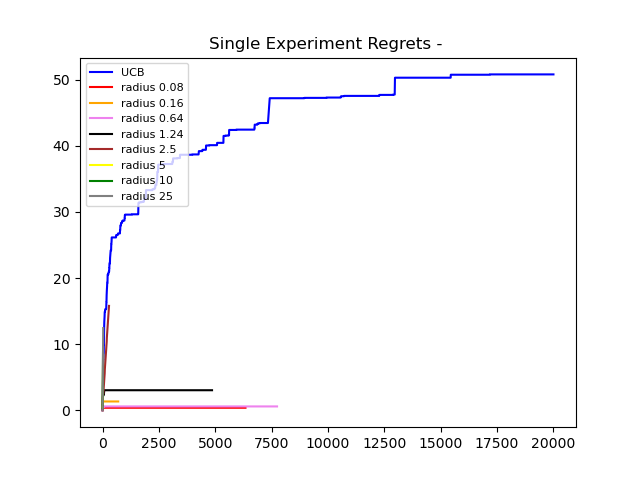 Single Experiment Regrets -
50
40
30
20
10
0
UCB
radius 0.08
radius 0.16
radius 0.64
radius 1.24
radius 2.5
radius 5
radius 10
radius 25
0 2500 5000 7500 10000 12500 15000 17500 20000